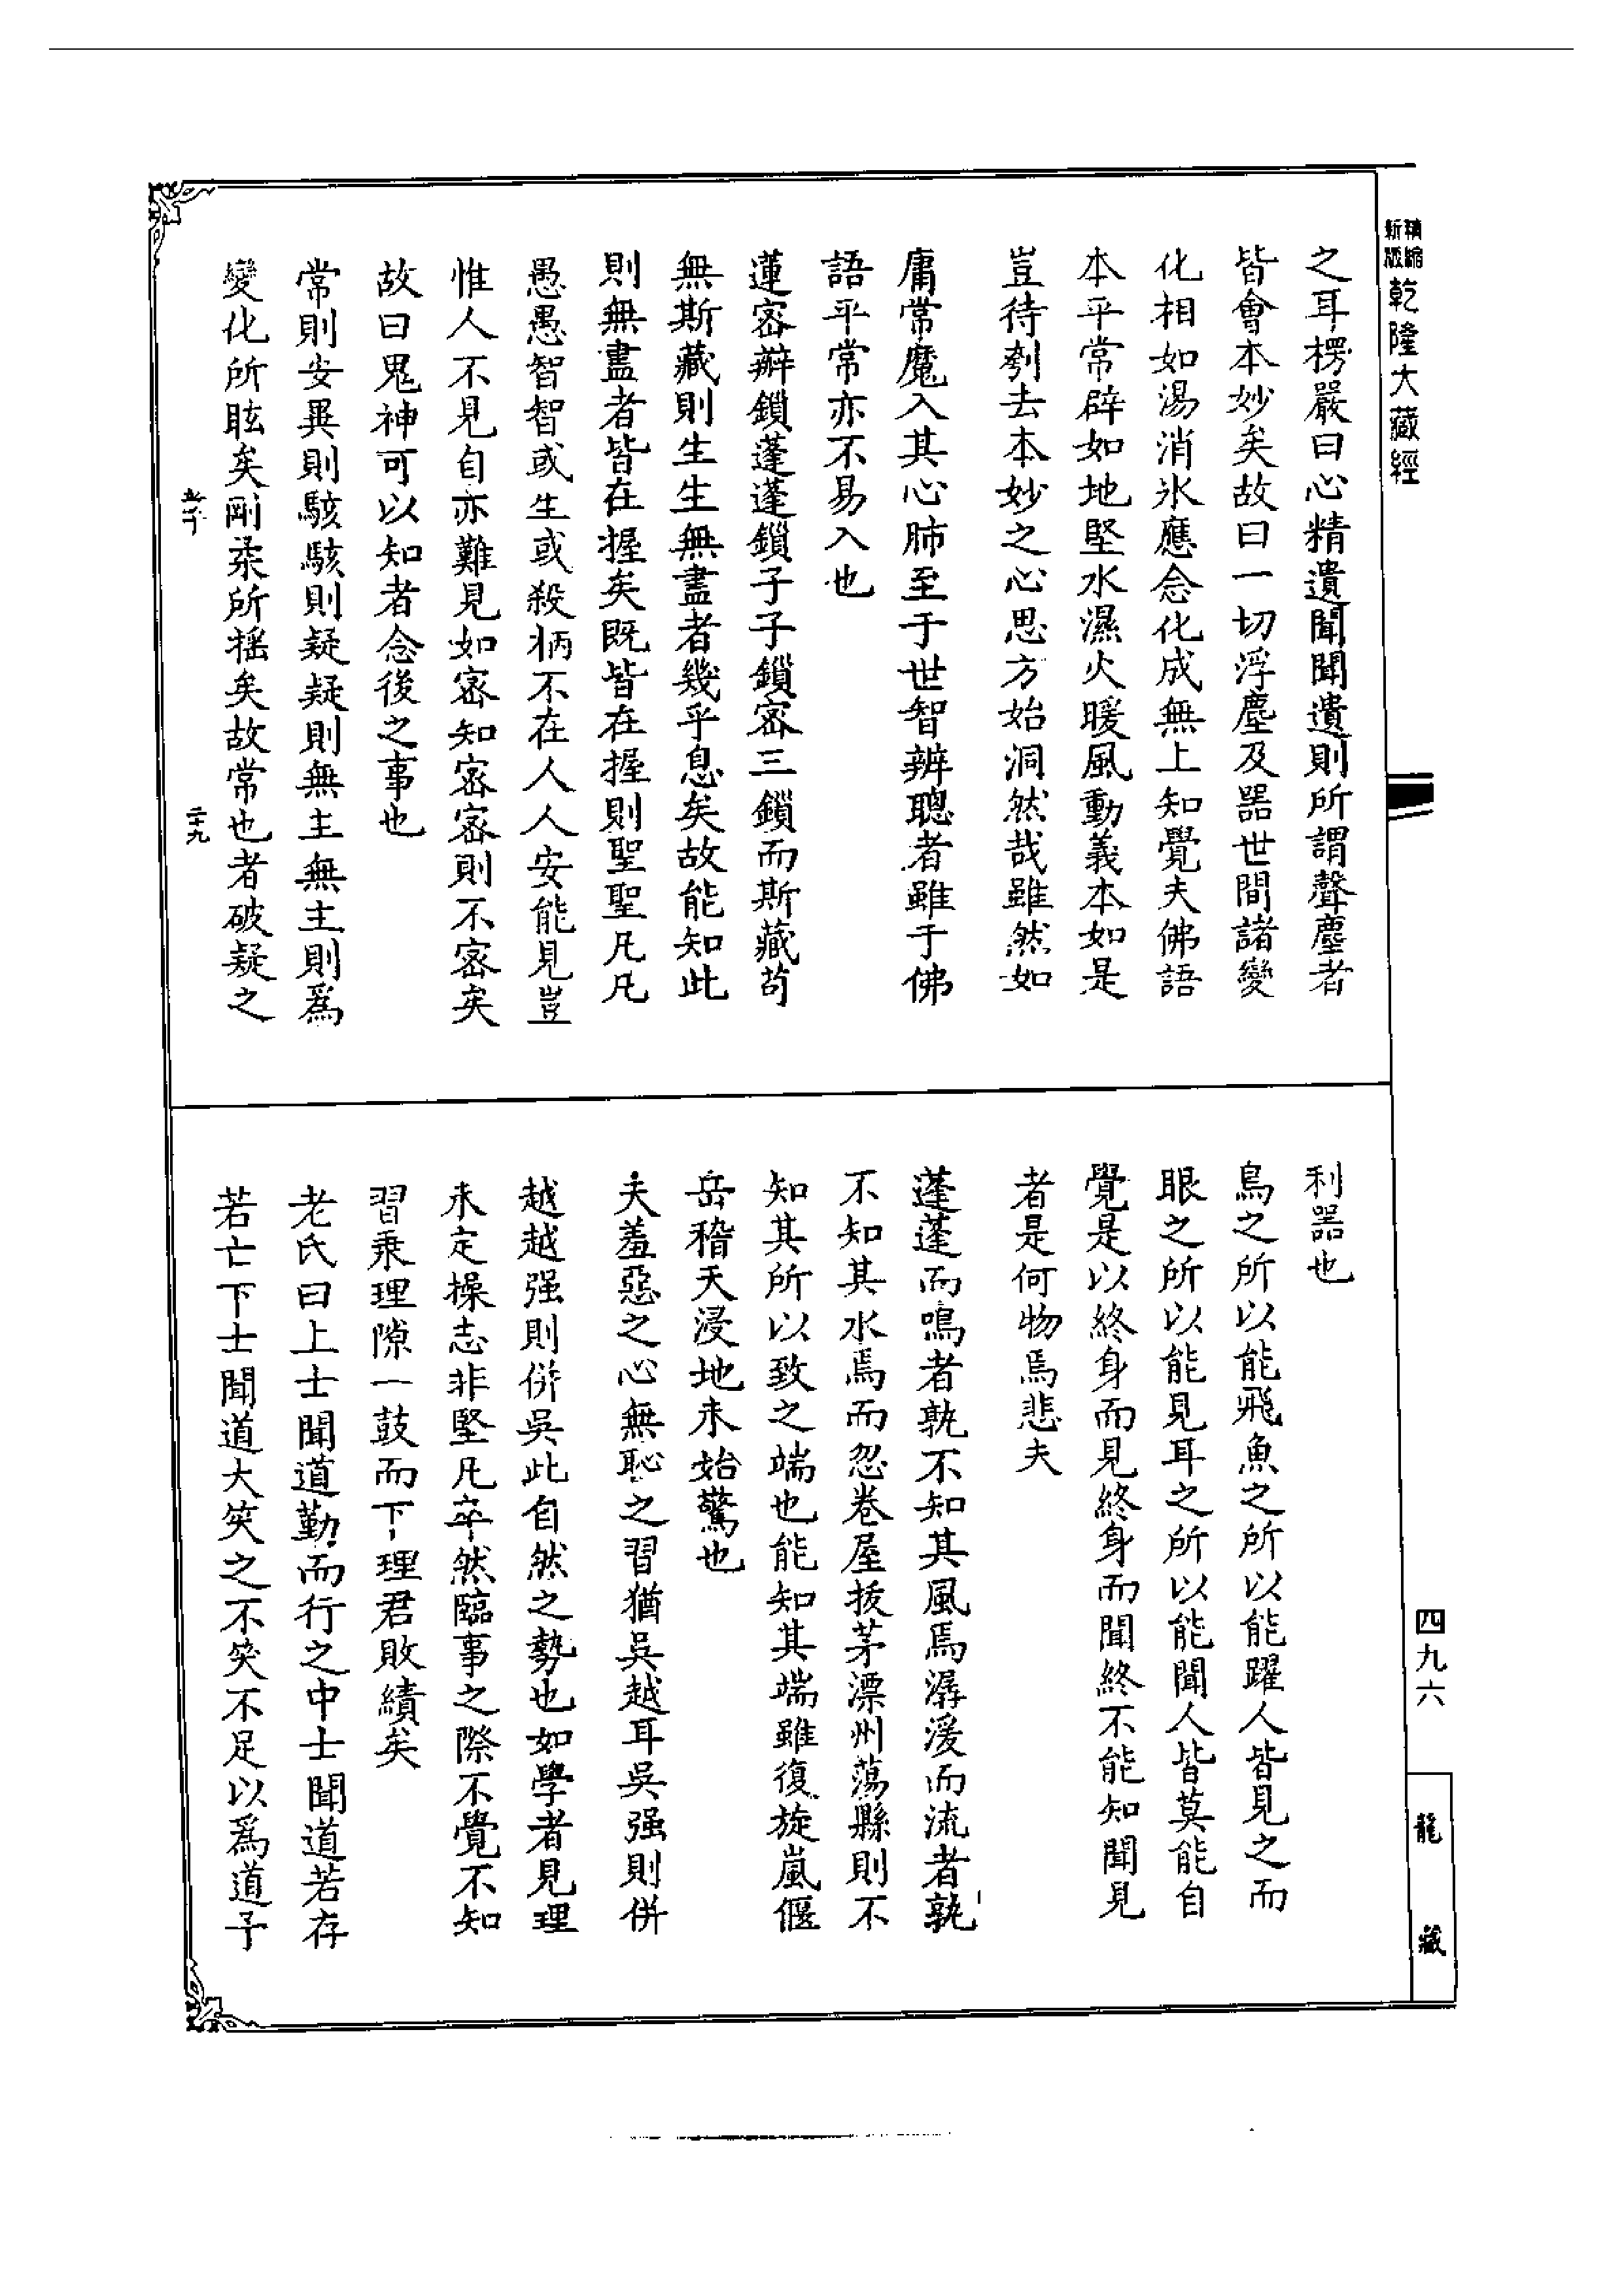 精縮新版乾隆大藏經
之耳楞嚴曰心精遺聞聞遺則所謂聲塵者
皆會本妙矣故曰一切浮塵及器世間諸變
化相如湯消氷應念化成無上知覺夫佛語
本平常辟如地堅水濕火暖風動義本如是
豈待刳去本妙之心思方始洞然哉雖然如
庸常魔入其心肺至于世智辨聰者雖于佛
語平常亦不易入也
蓮密辦鎖蓬蓬鎖子子鎖密三鎖而斯藏苟
無斯藏則生生無盡者幾乎息矣故能知此
則無盡者皆在握矣既皆在握則聖聖凡凡
愚愚智智或生或殺柄不在人人安能見豈
惟人不見自亦難見如密知密密則不密矣
故曰鬼神可以知者念後之事也
常則安異則駭駭則疑疑則無主無主則爲
變化所眩矣剛柔所搖矣故常也者破疑之
二十九
利器也
鳥之所以能飛魚之所以能躍人皆見之而
眼之所以能見耳之所以能聞人皆莫能自
覺是以終身而見終身而聞終不能知聞見
者是何物焉悲夫
蓬蓬而鳴者孰不知其風焉潺湲而流者孰
不知其水焉而忽卷屋拔茅漂州蕩縣則不
知其所以致之端也能知其端雖復旋嵐偃
岳稽天浸地未始驚也
夫羞惡之心無恥之習猶吳越耳吳强則併
越越强則併吳此自然之勢也如學者見理
未定操志非堅凡卒然臨事之際不覺不知
習乘理隙一鼓而下理君敗績矣
老氏曰上士聞道勤而行之中士聞道若存
若亡下士聞道大笑之不笑不足以爲道予
四九六
龍藏